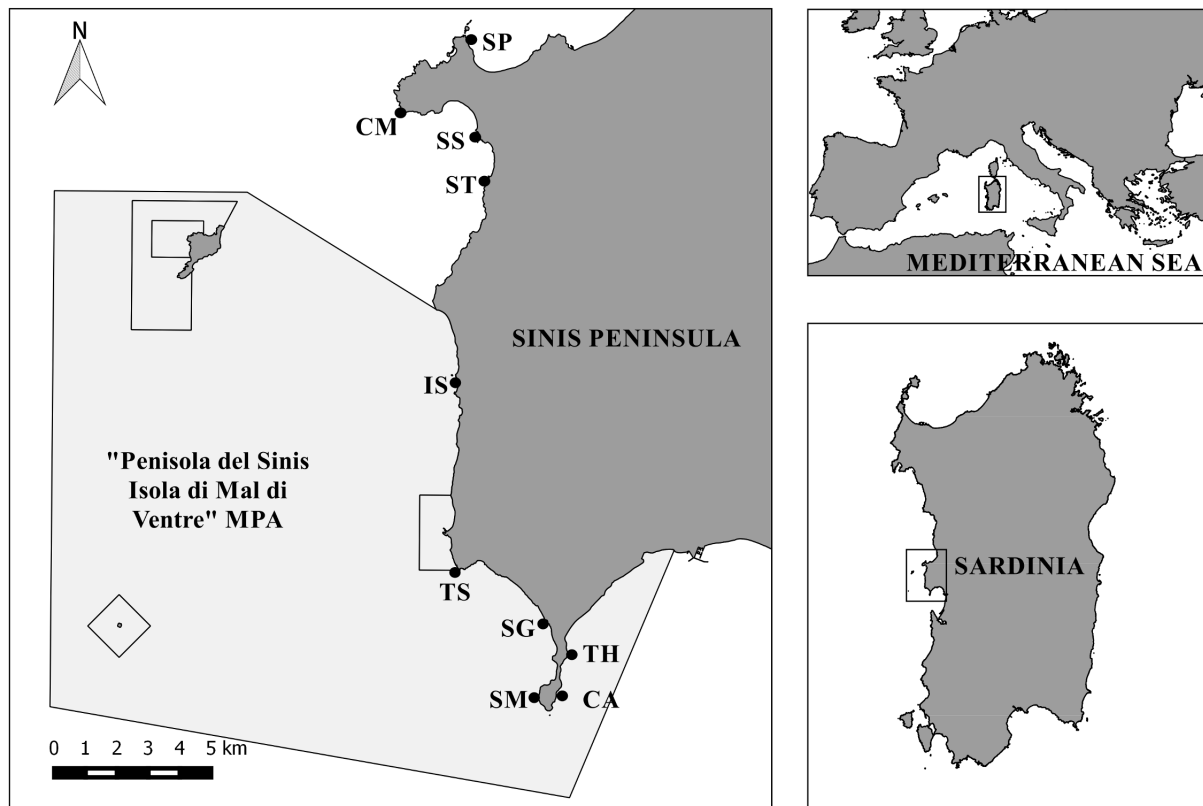 N
SP
CM
SS
ST
SINIS PENINSULA
IS
"Penisola del Sinis
Isola di Mal di
Ventre" MPA
TS
SG
TH
SM
CA
0 1 2 3 4 5 km
MEDITERRANEAN SEA
SARDINIA